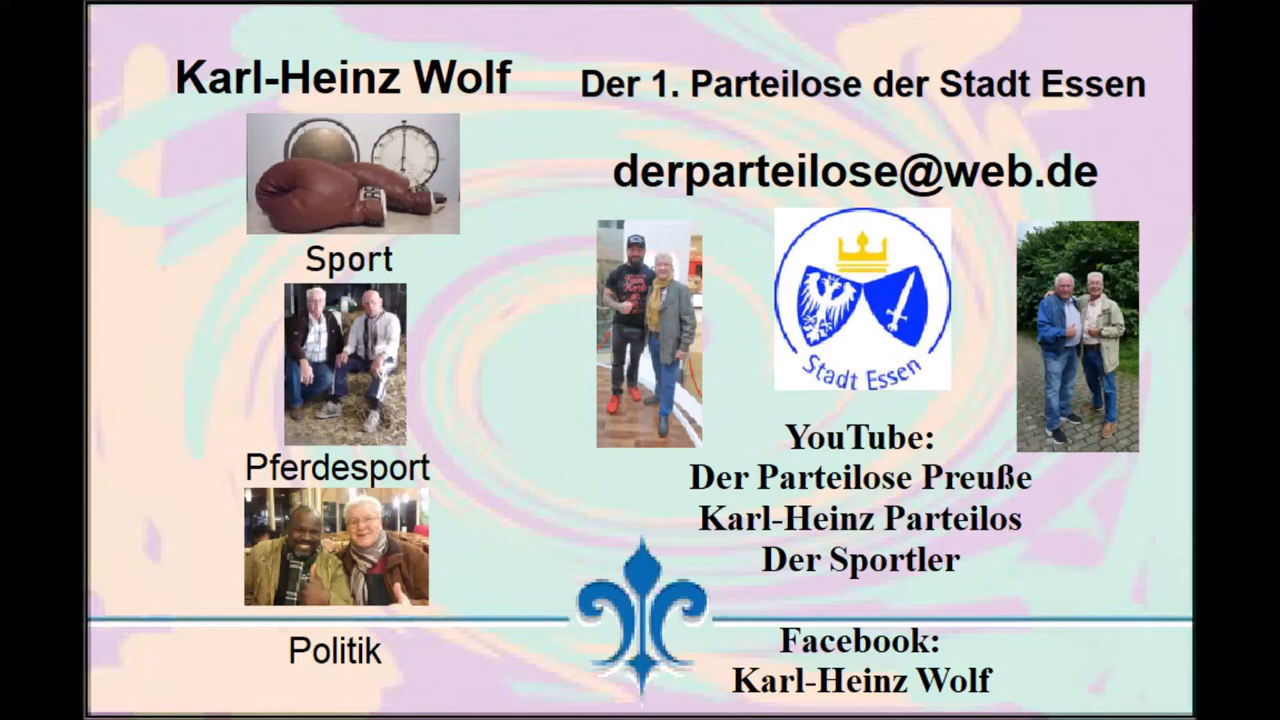 Karl-Heinz Wolf
Der 1. Parteilose der Stadt Essen
derparteilose@web.de
Sport
Pferdesport
Politik
Stadt Essen
YouTube:
Der Parteilose Preuße
Karl-Heinz Parteilos
Der Sportler
Facebook:
Karl-Heinz Wolf